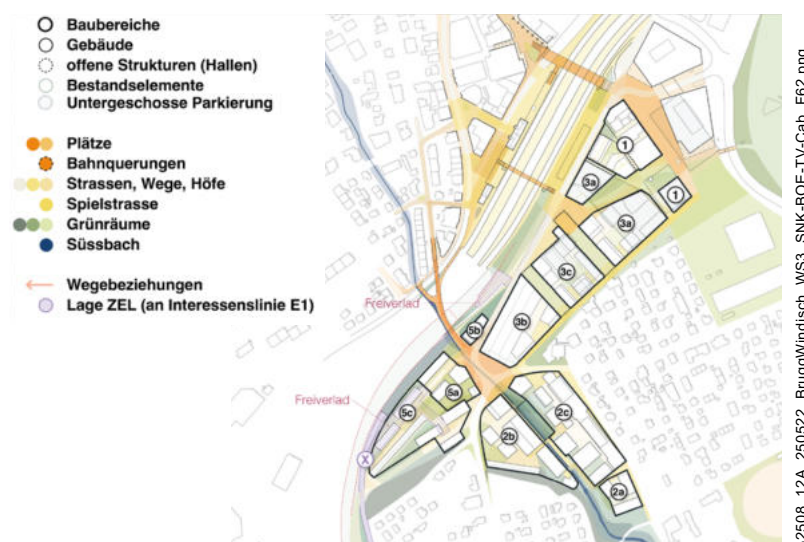 Baubereiche
Gebäude
offene Strukturen (Hallen)
Bestandselemente
Untergeschosse Parkierung
Plätze
Bahnquerungen
Strassen, Wege, Höfe
Spielstrasse
Grünräume
Süssbach
Wegebeziehungen
Lage ZEL (an Interessenslinie E1)
1
3a
1
3a
3c
Freiverlad
3b
5b
5a
Freiverlad
5c
2c
2b
X
2a
2508_12A_250522_BruggWindisch_WS3_SNK-BOE-TV-Cab_F62.png